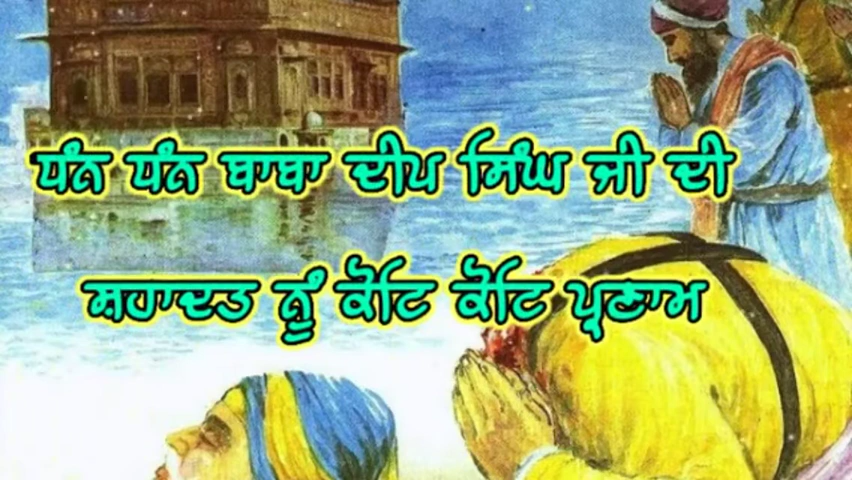 ਧੰਨ ਧੰਨ ਬਾਬਾ ਦੀਪ ਸਿੰਘ ਜੀ ਦੀ
ਸ਼ਹਾਦਤ ਨੂੰ ਕੋਟਿ ਕੋਟਿ ਪ੍ਰਣਾਮ